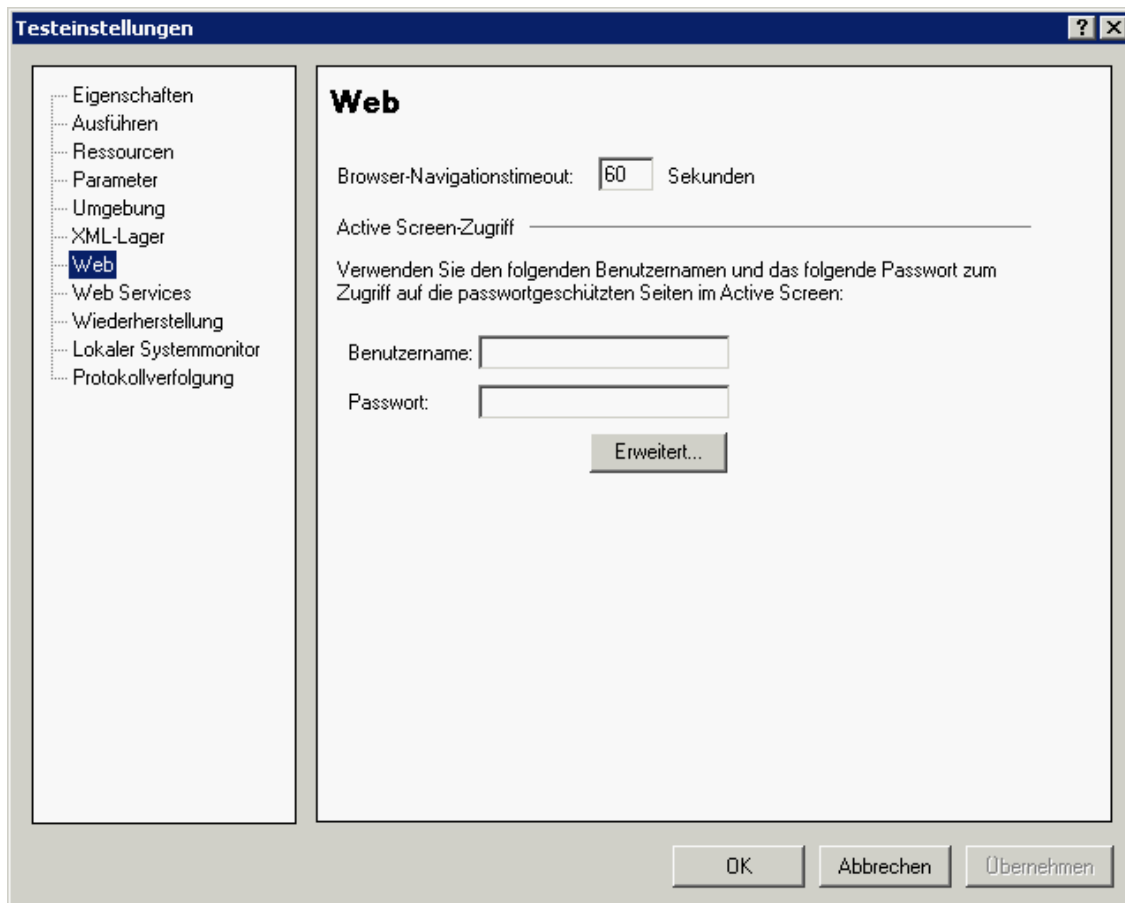 Testeinstellungen
Eigenschaften
Ausführen
Ressourcen
Parameter
Umgebung
XML-Lager
Web
Web Services
Wiederherstellung
Lokaler Systemmonitor
Protokollverfolgung
Web
Browser-Navigationstimeout: 60 Sekunden
Active Screen-Zugriff
Verwenden Sie den folgenden Benutzernamen und das folgende Passwort zum
Zugriff auf die passwortgeschützten Seiten im Active Screen:
Benutzername:
Passwort:
Erweitert...
OK Abbrechen Übernehmen